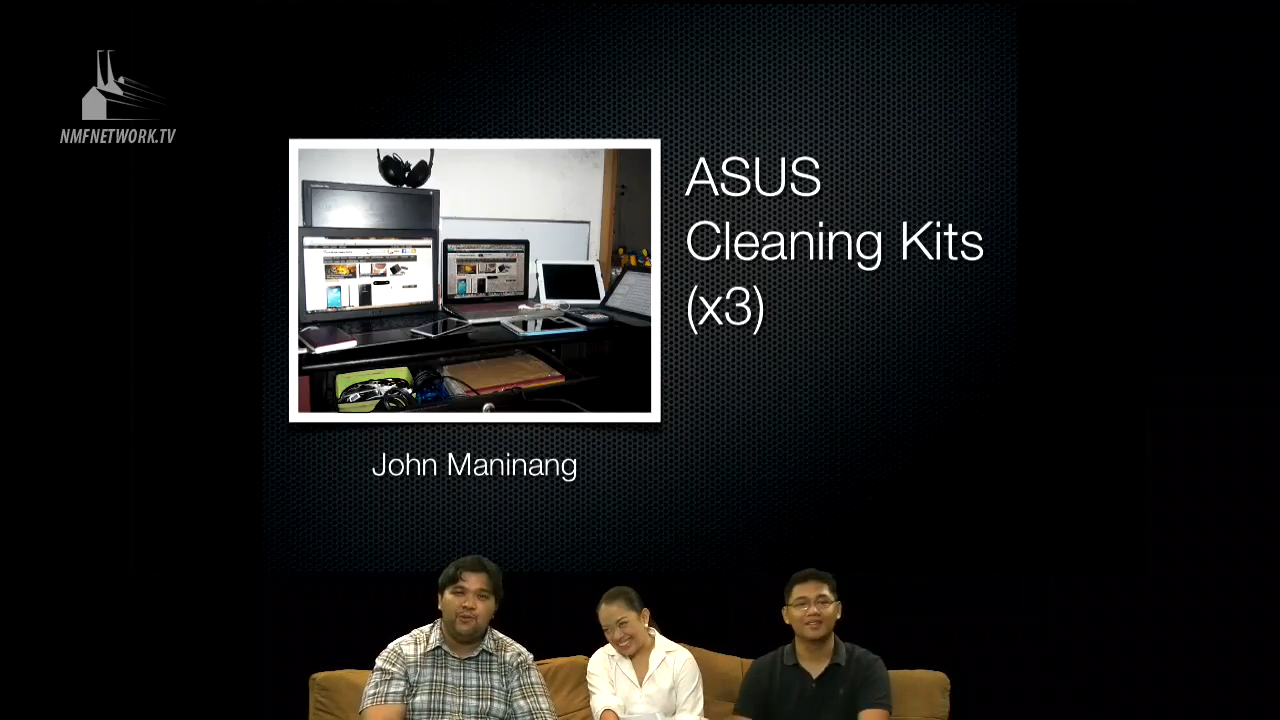 NMFNETWORK.TV
ASUS
Cleaning Kits
(x3)
John Maninang